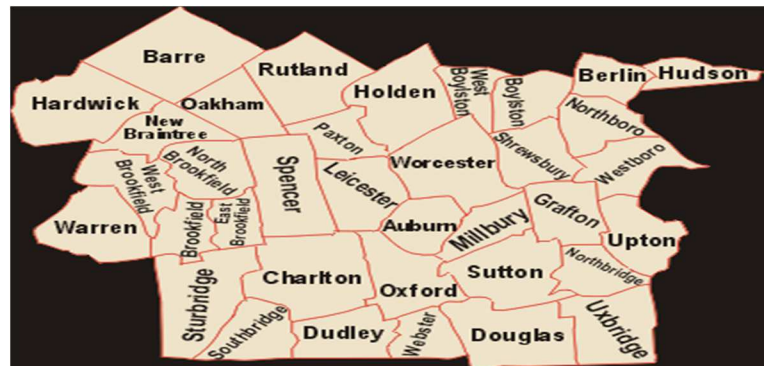 Barre
Rutland
Holden
West
Boylston
Boylston
Berlin
Hudson
Hardwick
Oakham
New
Braintree
Paxton
Northboro
North
Brookfield
Spencer
Leicester
Worcester
Shrewsbury
Westboro
West
Brookfield
Warren
Brookfield
East
Brookfield
Auburn
Millbury
Grafton
Upton
Sturbridge
Charlton
Oxford
Sutton
Northbridge
Southbridge
Dudley
Webster
Douglas
Uxbridge